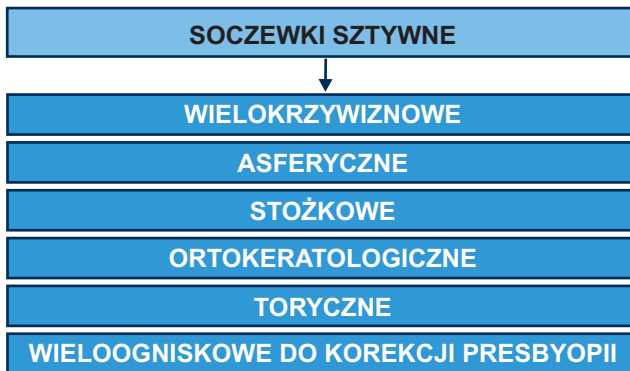 SOCZEWKI SZTYWNE
WIELOKRZYWIZNOWE
ASFERYCZNE
STOŻKOWE
ORTOKERATOLOGICZNE
TORYCZNE
WIELOOGNISKOWE DO KOREKCJI PRESBYOPII